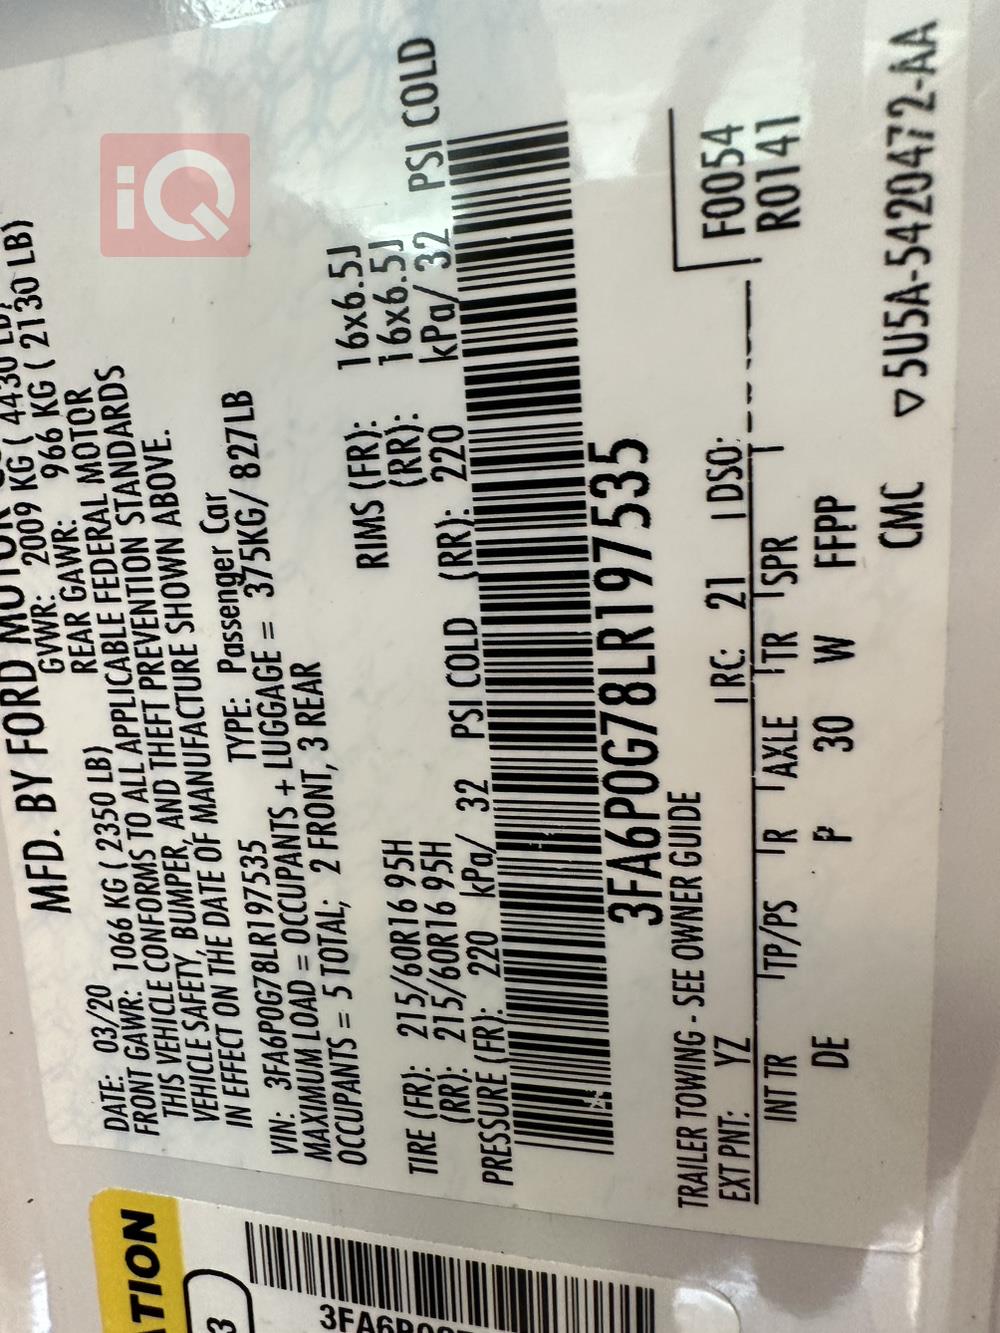 iQ
MFD. BY FORD MOTOR
DATE: 03/20 GVWR: 2009 KG ( 4430 LB)
FRONT GAWR: 1066 KG ( 2350 LB) REAR GAWR: 966 KG ( 2130 LB)
THIS VEHICLE CONFORMS TO ALL APPLICABLE FEDERAL MOTOR
VEHICLE SAFETY, BUMPER, AND THEFT PREVENTION STANDARDS
IN EFFECT ON THE DATE OF MANUFACTURE SHOWN ABOVE.
VIN: 3FA6P0G78LR197535 TYPE: Passenger Car
MAXIMUM LOAD = OCCUPANTS + LUGGAGE = 375KG/ 827LB
OCCUPANTS = 5 TOTAL; 2 FRONT, 3 REAR
TIRE (FR): 215/60R16 95H RIMS (FR): 16x6.5J
(RR): 215/60R16 95H (RR): 16x6.5J
PRESSURE (FR): 220 kPa/ 32 PSI COLD (RR): 220 kPa/ 32 PSI COLD
3FA6P0G78LR197535
TRAILER TOWING - SEE OWNER GUIDE
EXT PNT: YZ RC: 21 DSO: F0054
INT TR TP/PS R AXLE TR SPR R0141
DE P 30 W FFPP
CMC ▽5U5A-5420472-AA
ATION
3
3FA6P0G7